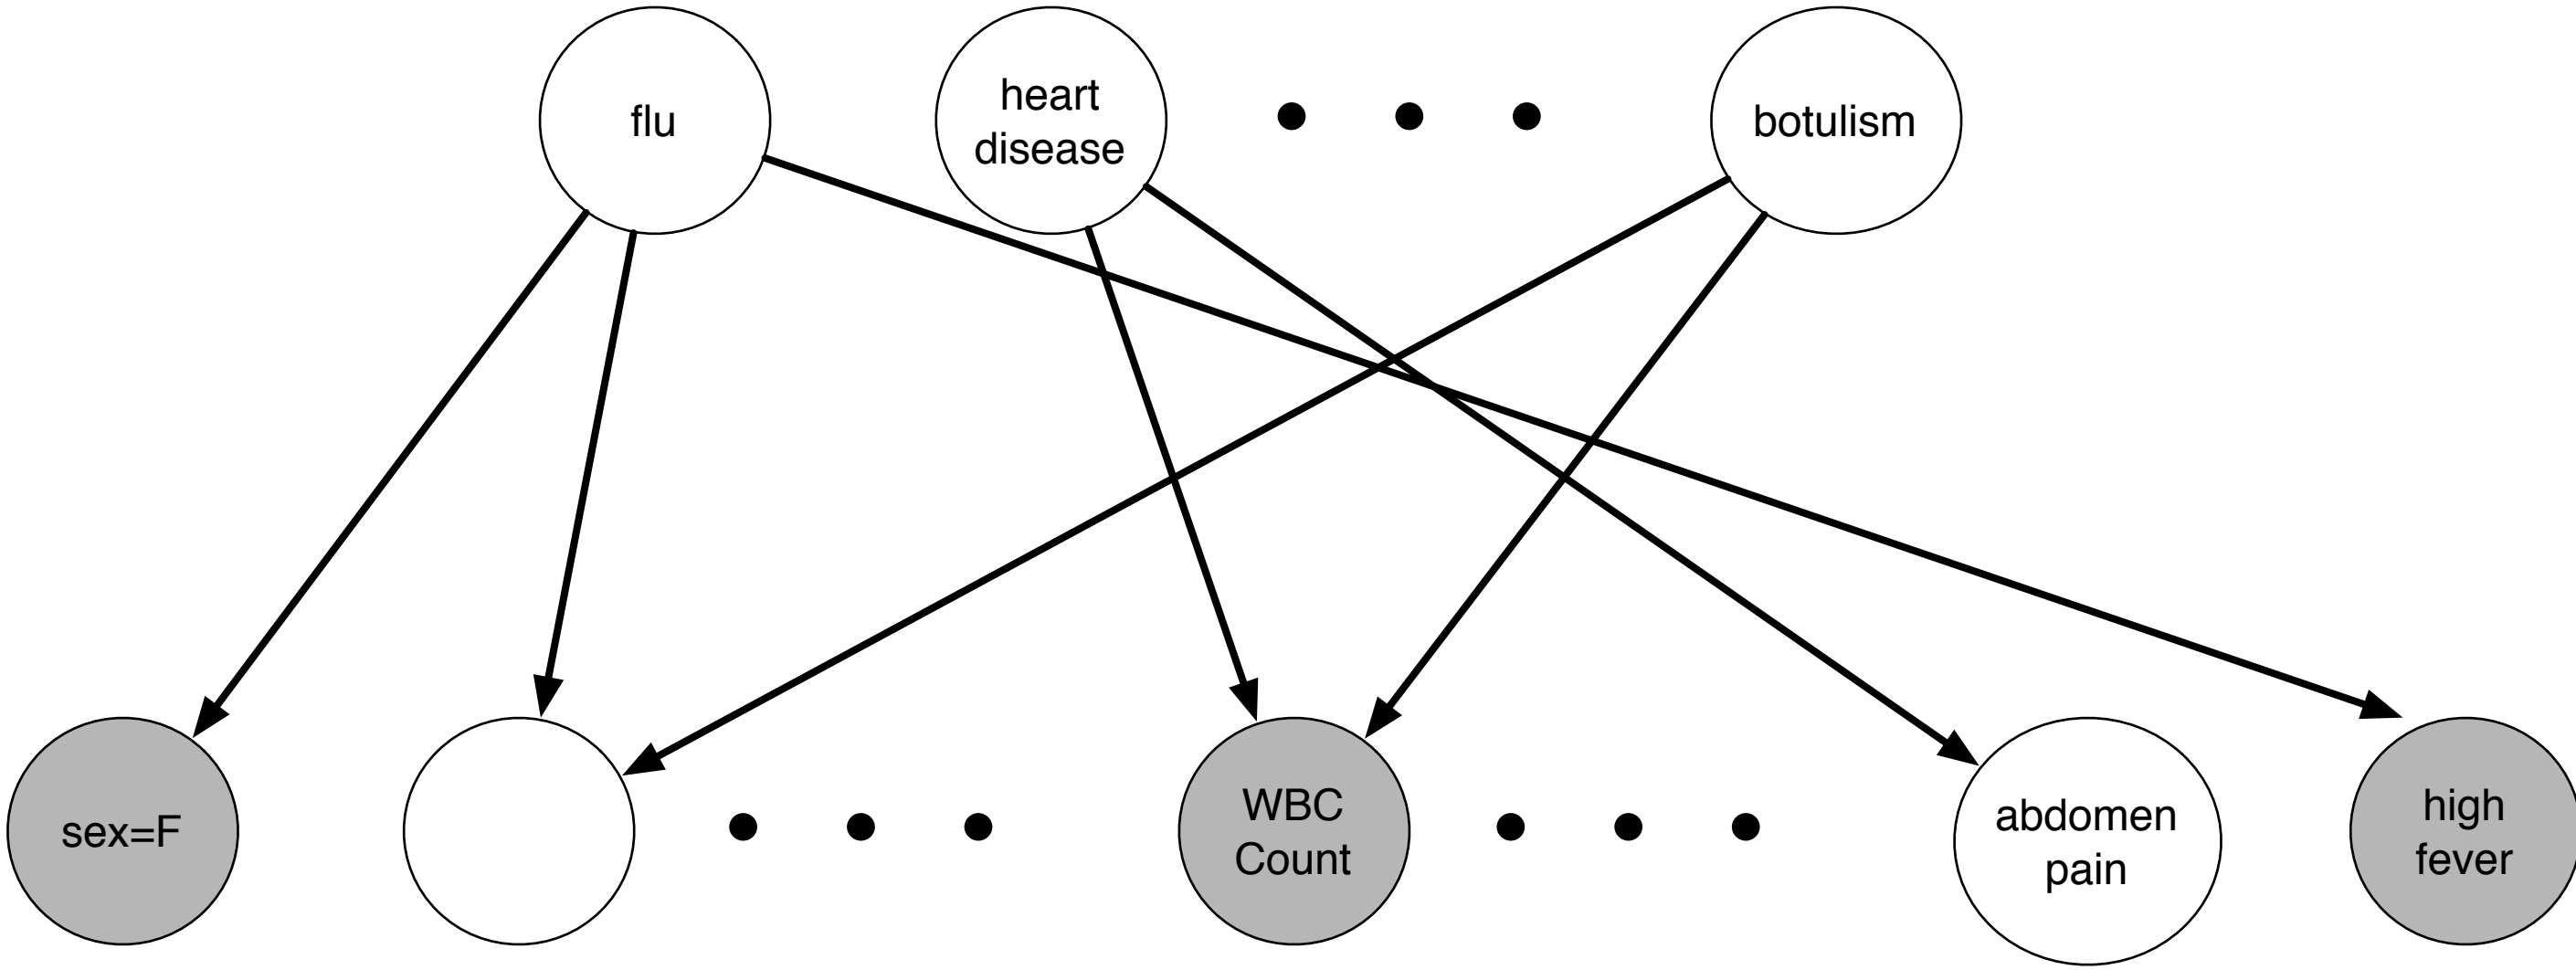 flu
heart
disease
botulism
sex=F
WBC
Count
abdomen
pain
high
fever